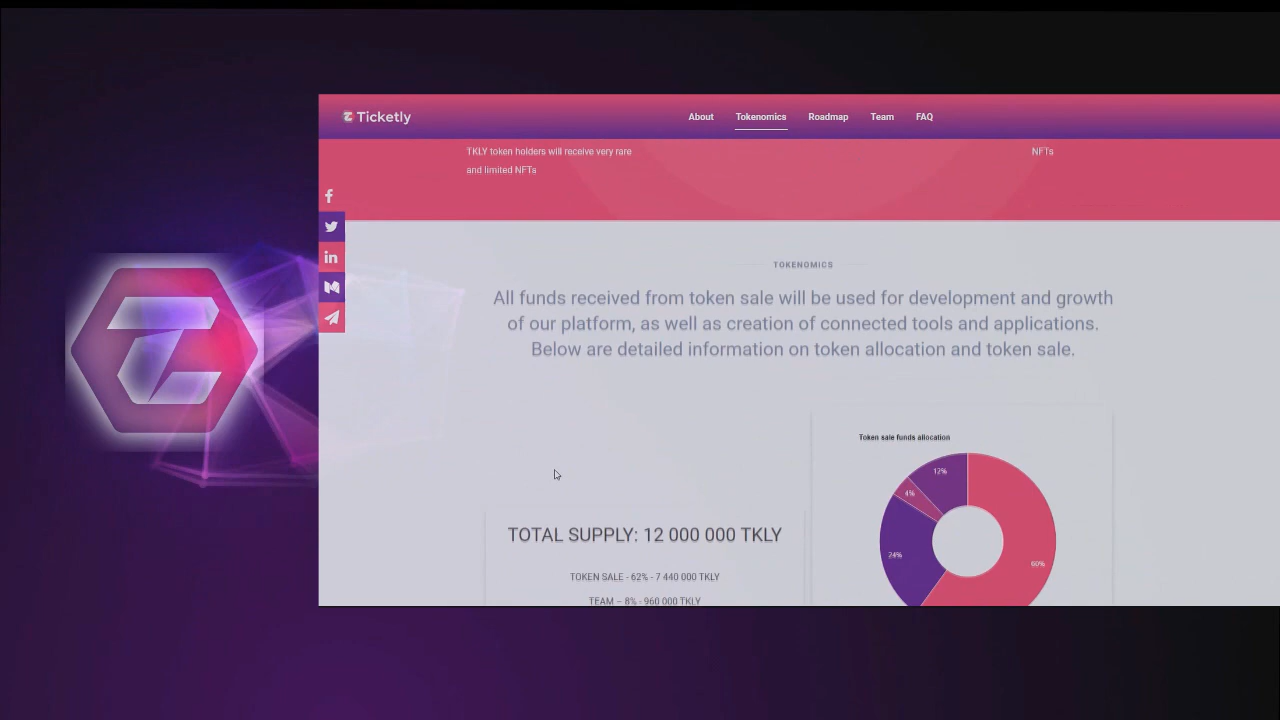 Ticketly
About Tokenomics Roadmap Team FAQ
TKLY token holders will receive very rare
and limited NFTs
NFTs
TOKENOMICS
All funds received from token sale will be used for development and growth
of our platform, as well as creation of connected tools and applications.
Below are detailed information on token allocation and token sale.
Token sale funds allocation
12%
4%
24%
60%
TOTAL SUPPLY: 12 000 000 TKLY
TOKEN SALE - 62% - 7 440 000 TKLY
TEAM – 8% - 960 000 TKLY